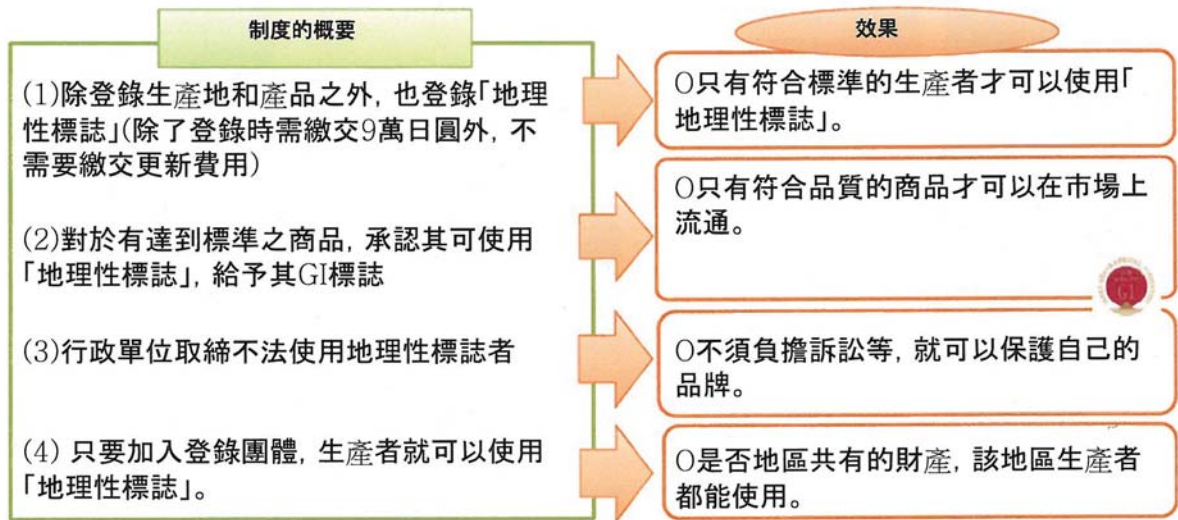 制度的概要
(1)除登錄生產地和產品之外, 也登錄「地理
性標誌」(除了登錄時需繳交9萬日圓外, 不
需要繳交更新費用)
(2)對於有達到標準之商品, 承認其可使用
「地理性標誌」, 給予其GI標誌
(3)行政單位取締不法使用地理性標誌者
(4) 只要加入登錄團體, 生產者就可以使用
「地理性標誌」。
效果
O只有符合標準的生產者才可以使用「
地理性標誌」。
O只有符合品質的商品才可以在市場上
流通。
GI
O不須負擔訴訟等, 就可以保護自己的
品牌。
O是否地區共有的財產, 該地區生產者
都能使用。